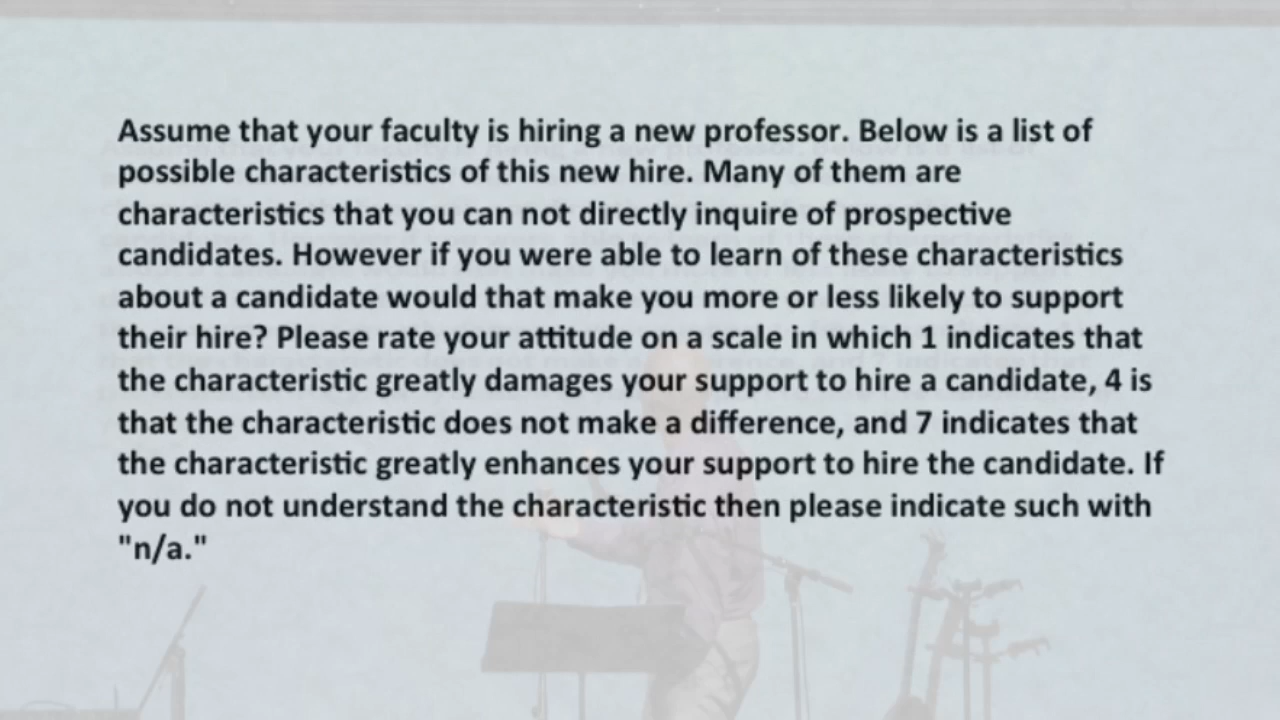 Assume that your faculty is hiring a new professor. Below is a list of
possible characteristics of this new hire. Many of them are
characteristics that you can not directly inquire of prospective
candidates. However if you were able to learn of these characteristics
about a candidate would that make you more or less likely to support
their hire? Please rate your attitude on a scale in which 1 indicates that
the characteristic greatly damages your support to hire a candidate, 4 is
that the characteristic does not make a difference, and 7 indicates that
the characteristic greatly enhances your support to hire the candidate. If
you do not understand the characteristic then please indicate such with
"n/a."